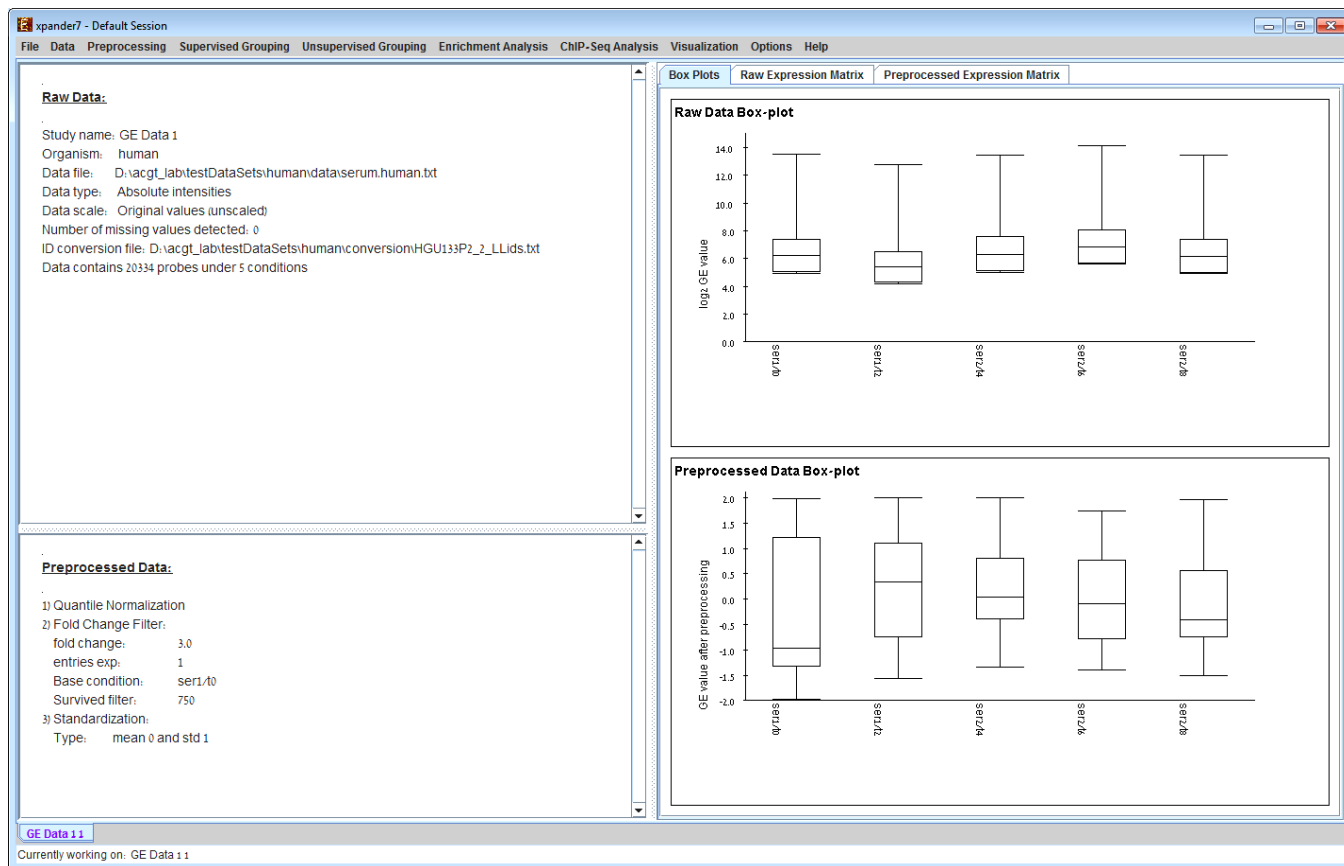 xpander7 - Default Session
File Data Preprocessing Supervised Grouping Unsupervised Grouping Enrichment Analysis ChIP-Seq Analysis Visualization Options Help
Raw Data:
Study name: GE Data 1
Organism: human
Data file: D:\acgt_lab\testDataSets\human\data\serum.human.txt
Data type: Absolute intensities
Data scale: Original values (unscaled)
Number of missing values detected: 0
ID conversion file: D:\acgt_lab\testDataSets\human\conversion\HGU133P2_2_LLids.txt
Data contains 20334 probes under 5 conditions
Preprocessed Data:
1) Quantile Normalization
2) Fold Change Filter:
fold change: 3.0
entries exp: 1
Base condition: ser1/t0
Survived filter: 750
3) Standardization:
Type: mean 0 and std 1
Box Plots Raw Expression Matrix Preprocessed Expression Matrix
Raw Data Box-plot
log2 GE value
14.0
12.0
10.0
8.0
6.0
4.0
2.0
0.0
ser1/t0 ser1/t2 ser2/t4 ser2/t6 ser2/t8
Preprocessed Data Box-plot
GE value after preprocessing
2.0
1.5
1.0
0.5
0.0
-0.5
-1.0
-1.5
-2.0
ser1/t0 ser1/t2 ser2/t4 ser2/t6 ser2/t8
GE Data 1 1
Currently working on: GE Data 1 1